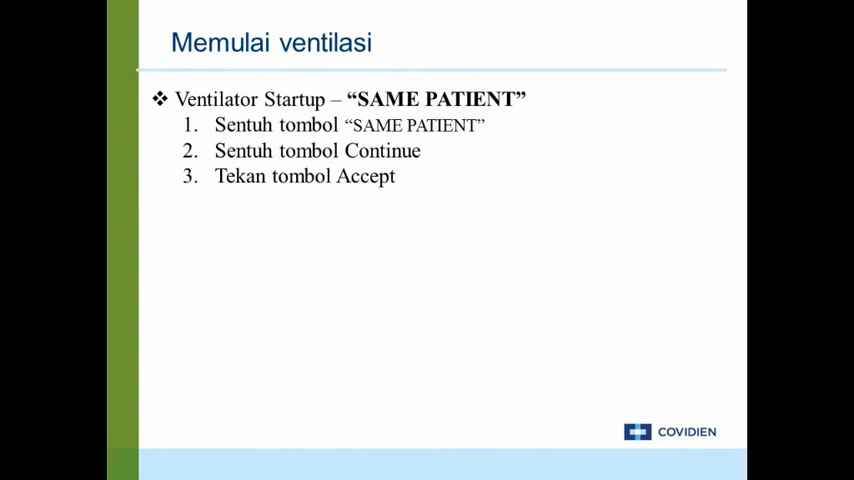 Memulai ventilasi
❖ Ventilator Startup – “SAME PATIENT”
1. Sentuh tombol “SAME PATIENT”
2. Sentuh tombol Continue
3. Tekan tombol Accept
COVIDIEN